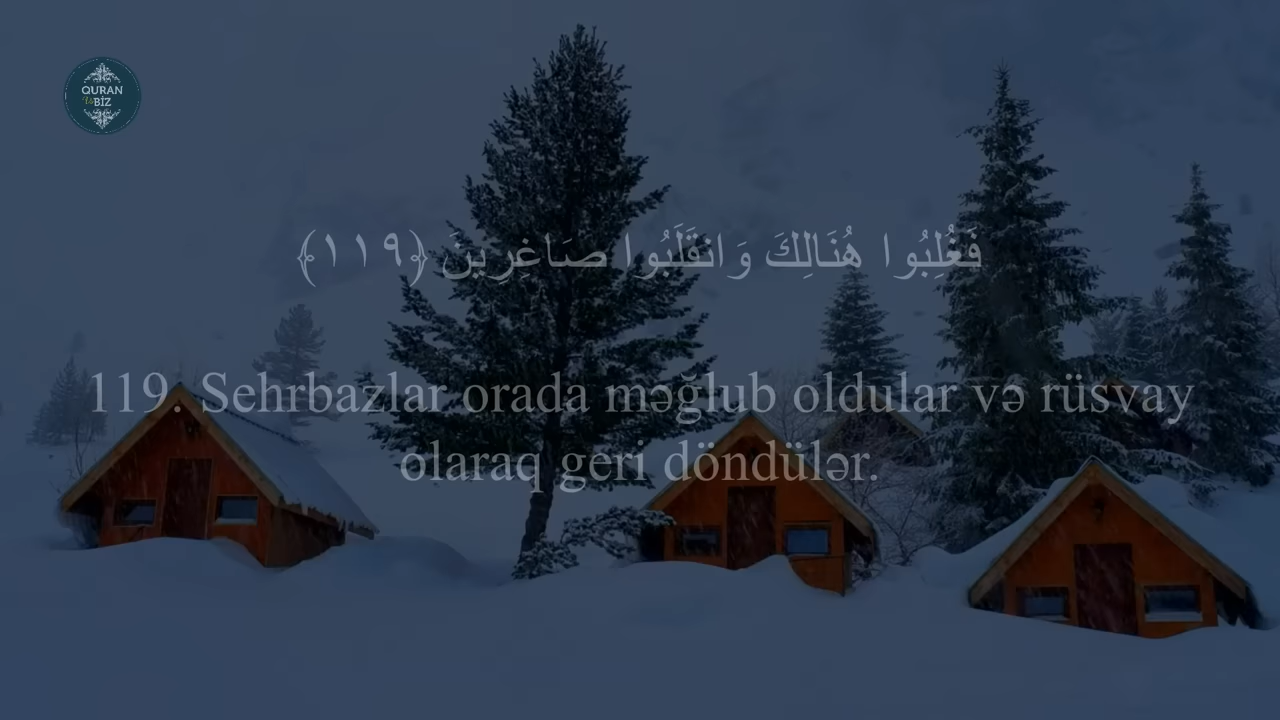 QURAN
Və
BİZ
فَغُلِبُوا هُنَالِكَ وَانقَلَبُوا صَاغِرِينَ ﴿١١٩﴾
119. Sehrbazlar orada məğlub oldular və rüsvay
olaraq geri döndülər.